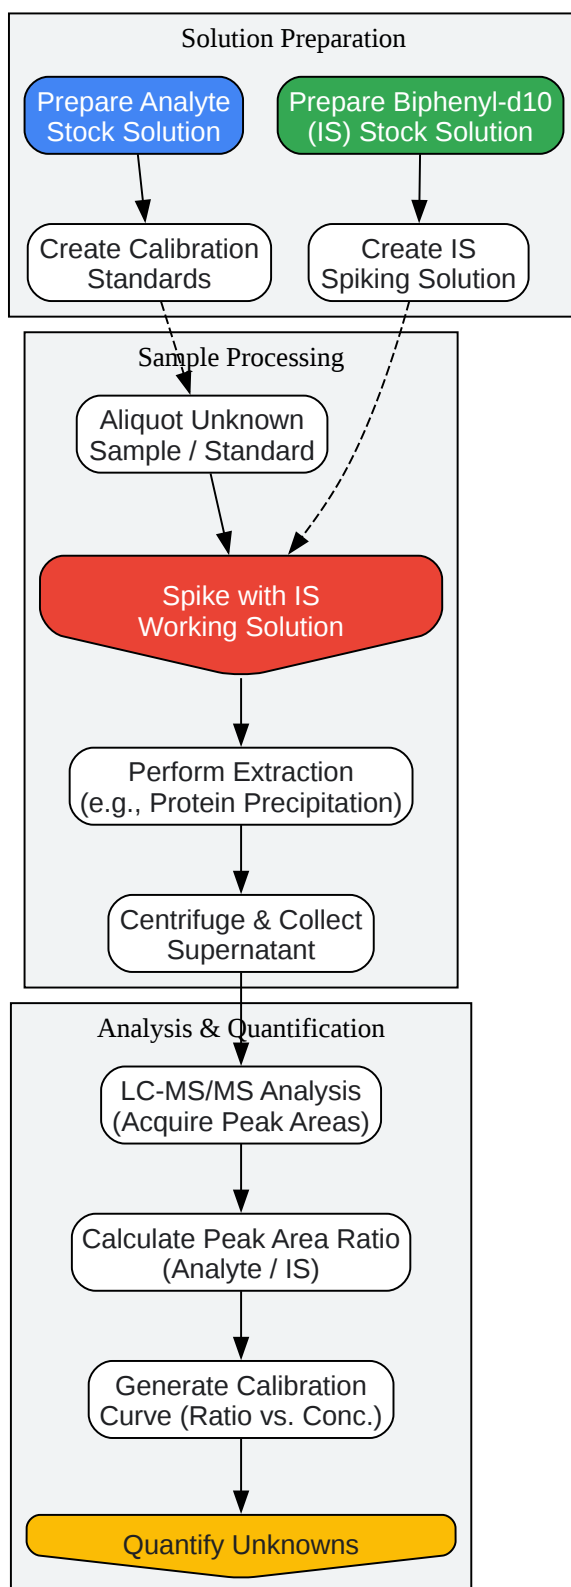 Solution Preparation
Prepare Analyte
Stock Solution
Prepare Biphenyl-d10
(IS) Stock Solution
Create Calibration
Standards
Create IS
Spiking Solution
Sample Processing
Aliquot Unknown
Sample / Standard
Spike with IS
Working Solution
Perform Extraction
(e.g., Protein Precipitation)
Centrifuge & Collect
Supernatant
Analysis & Quantification
LC-MS/MS Analysis
(Acquire Peak Areas)
Calculate Peak Area Ratio
(Analyte / IS)
Generate Calibration
Curve (Ratio vs. Conc.)
Quantify Unknowns